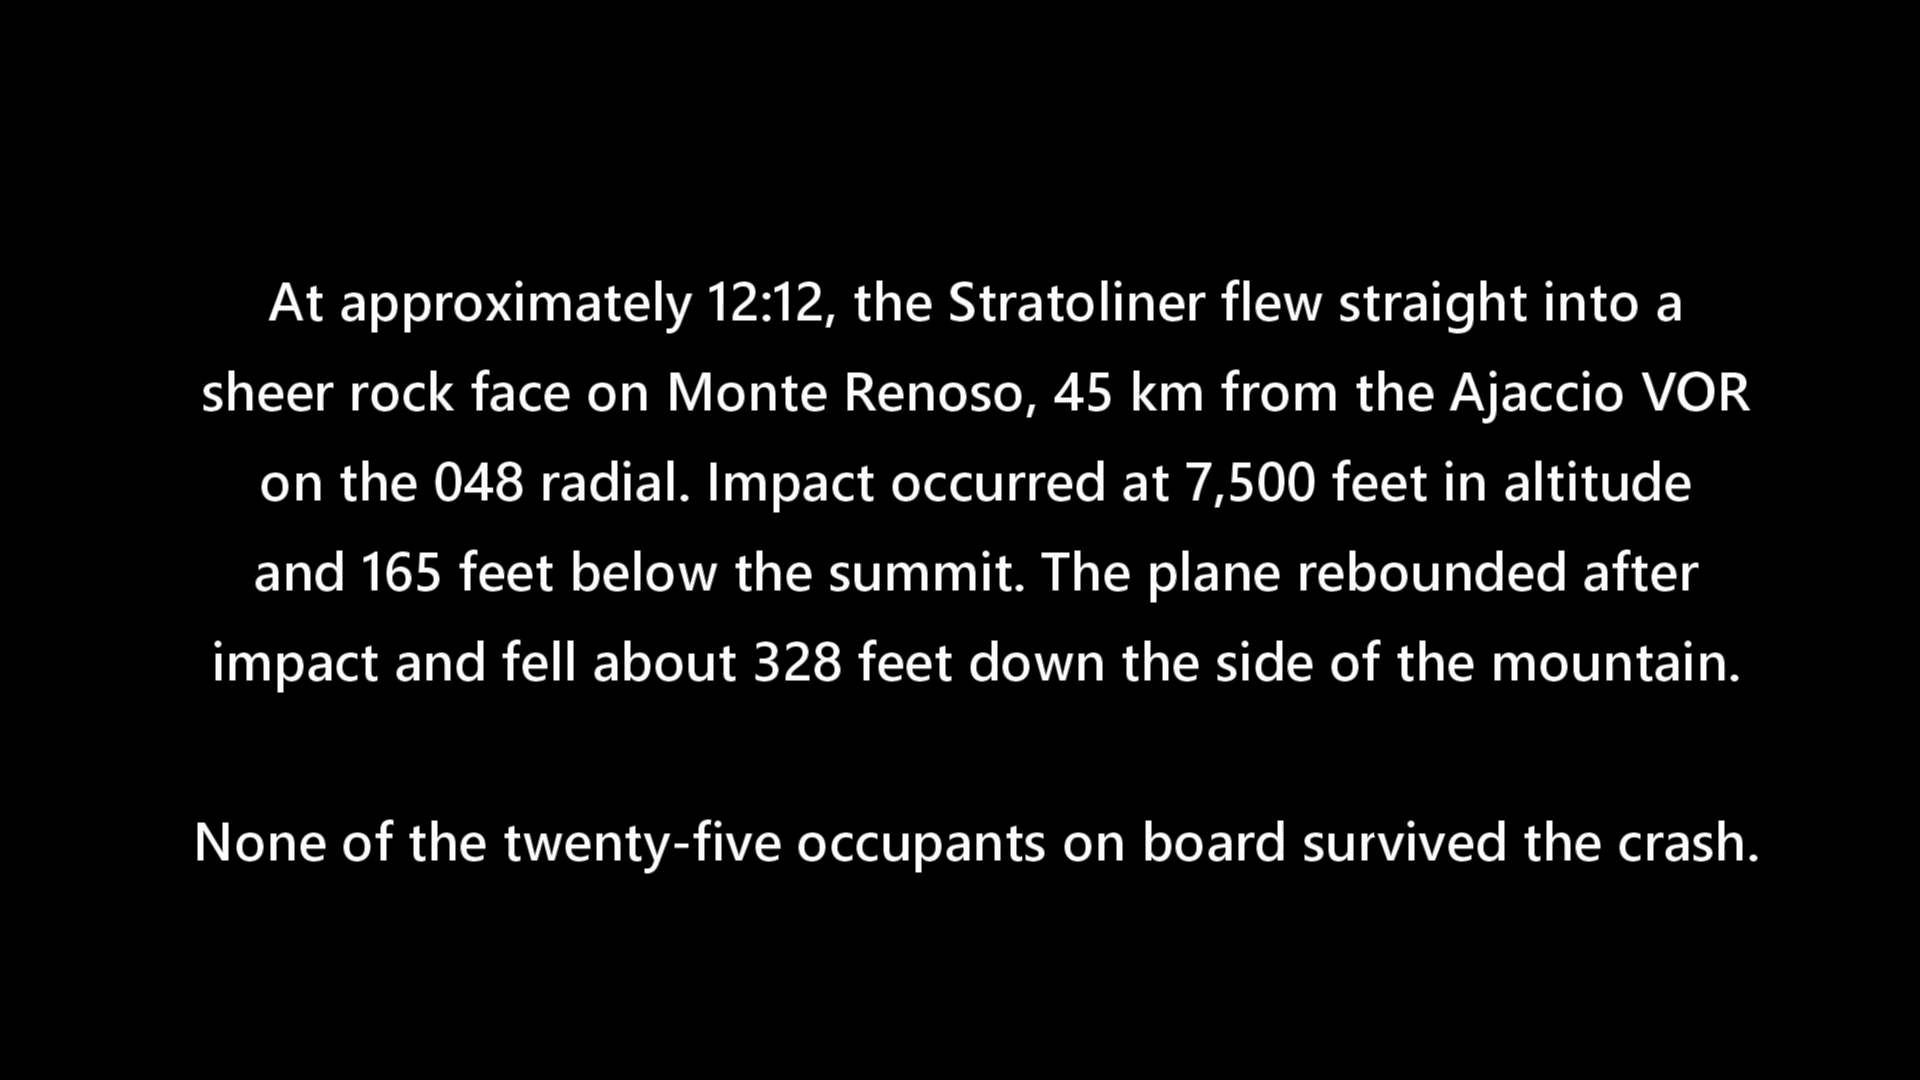 At approximately 12:12, the Stratoliner flew straight into a
sheer rock face on Monte Renoso, 45 km from the Ajaccio VOR
on the 048 radial. Impact occurred at 7,500 feet in altitude
and 165 feet below the summit. The plane rebounded after
impact and fell about 328 feet down the side of the mountain.
None of the twenty-five occupants on board survived the crash.